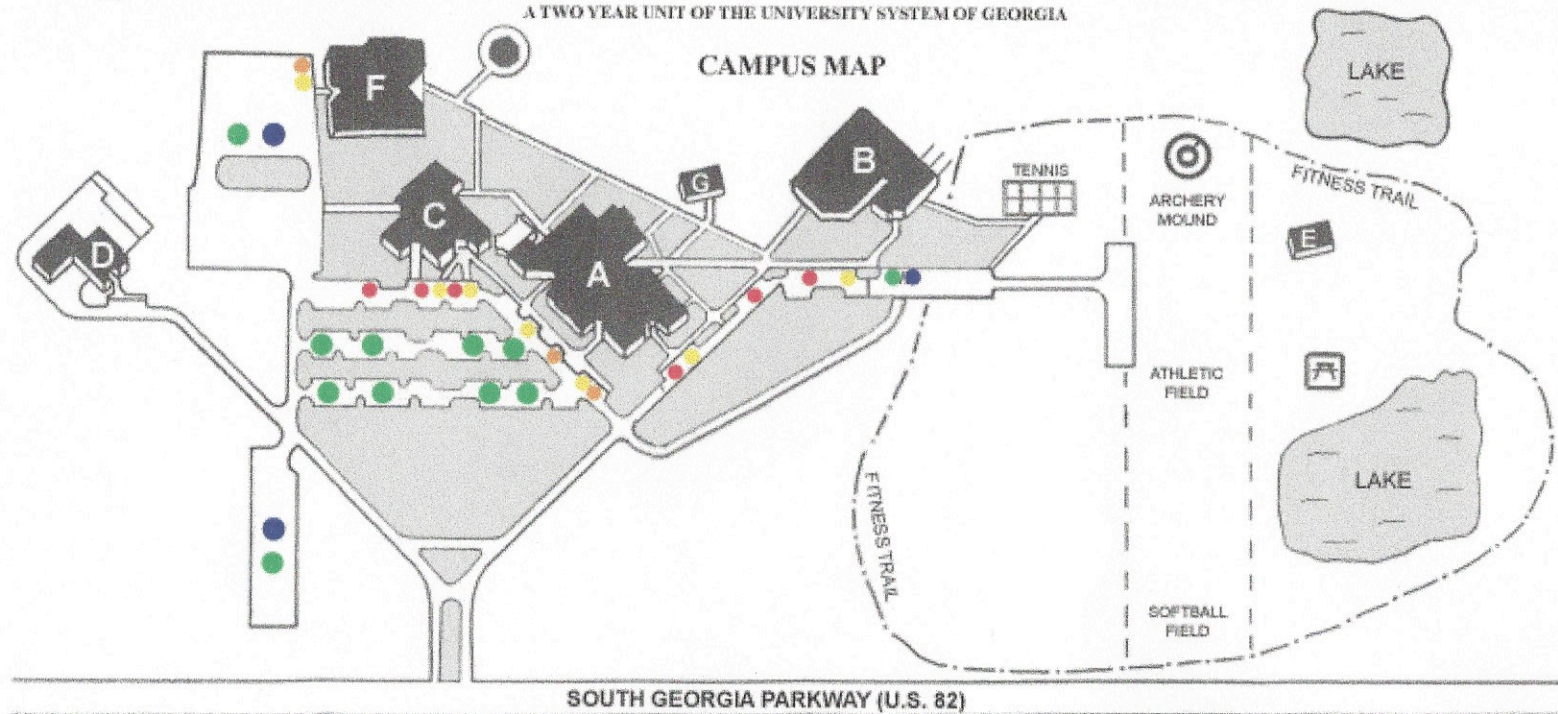 A TWO YEAR UNIT OF THE UNIVERSITY SYSTEM OF GEORGIA
CAMPUS MAP
LAKE
F
B
G
TENNIS
FITNESS TRAIL
ARCHERY
MOUND
C
E
D
A
ATHLETIC
FIELD
LAKE
FITNESS TRAIL
SOFTBALL
FIELD
SOUTH GEORGIA PARKWAY (U.S. 82)